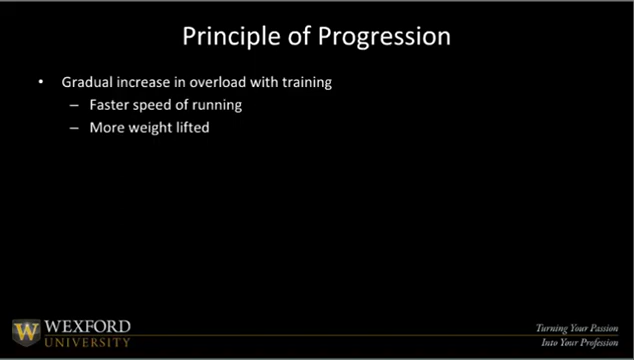 Principle of Progression
• Gradual increase in overload with training
– Faster speed of running
– More weight lifted
W WEXFORD
UNIVERSITY
Turning Your Passion
Into Your Profession